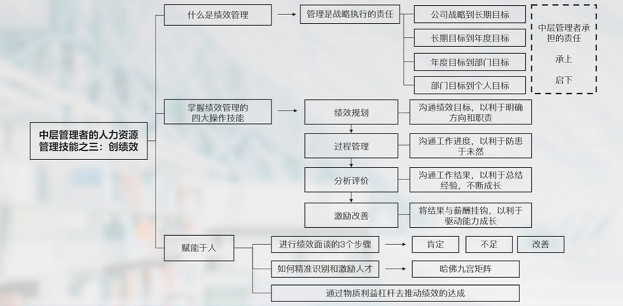 什么是绩效管理
管理是战略执行的责任
公司战略到长期目标
长期目标到年度目标
年度目标到部门目标
部门目标到个人目标
中层管理者承
担的责任
承上
启下
中层管理者的人力资源
管理技能之三：创绩效
掌握绩效管理的
四大操作技能
绩效规划
沟通绩效目标，以利于明确
方向和职责
过程管理
沟通工作进度，以利于防患
于未然
分析评价
沟通工作结果，以利于总结
经验，不断成长
激励改善
将结果与薪酬挂钩，以利于
驱动能力成长
赋能于人
进行绩效面谈的3个步骤
肯定
不足
改善
如何精准识别和激励人才
哈佛九宫矩阵
通过物质利益杠杆去推动绩效的达成